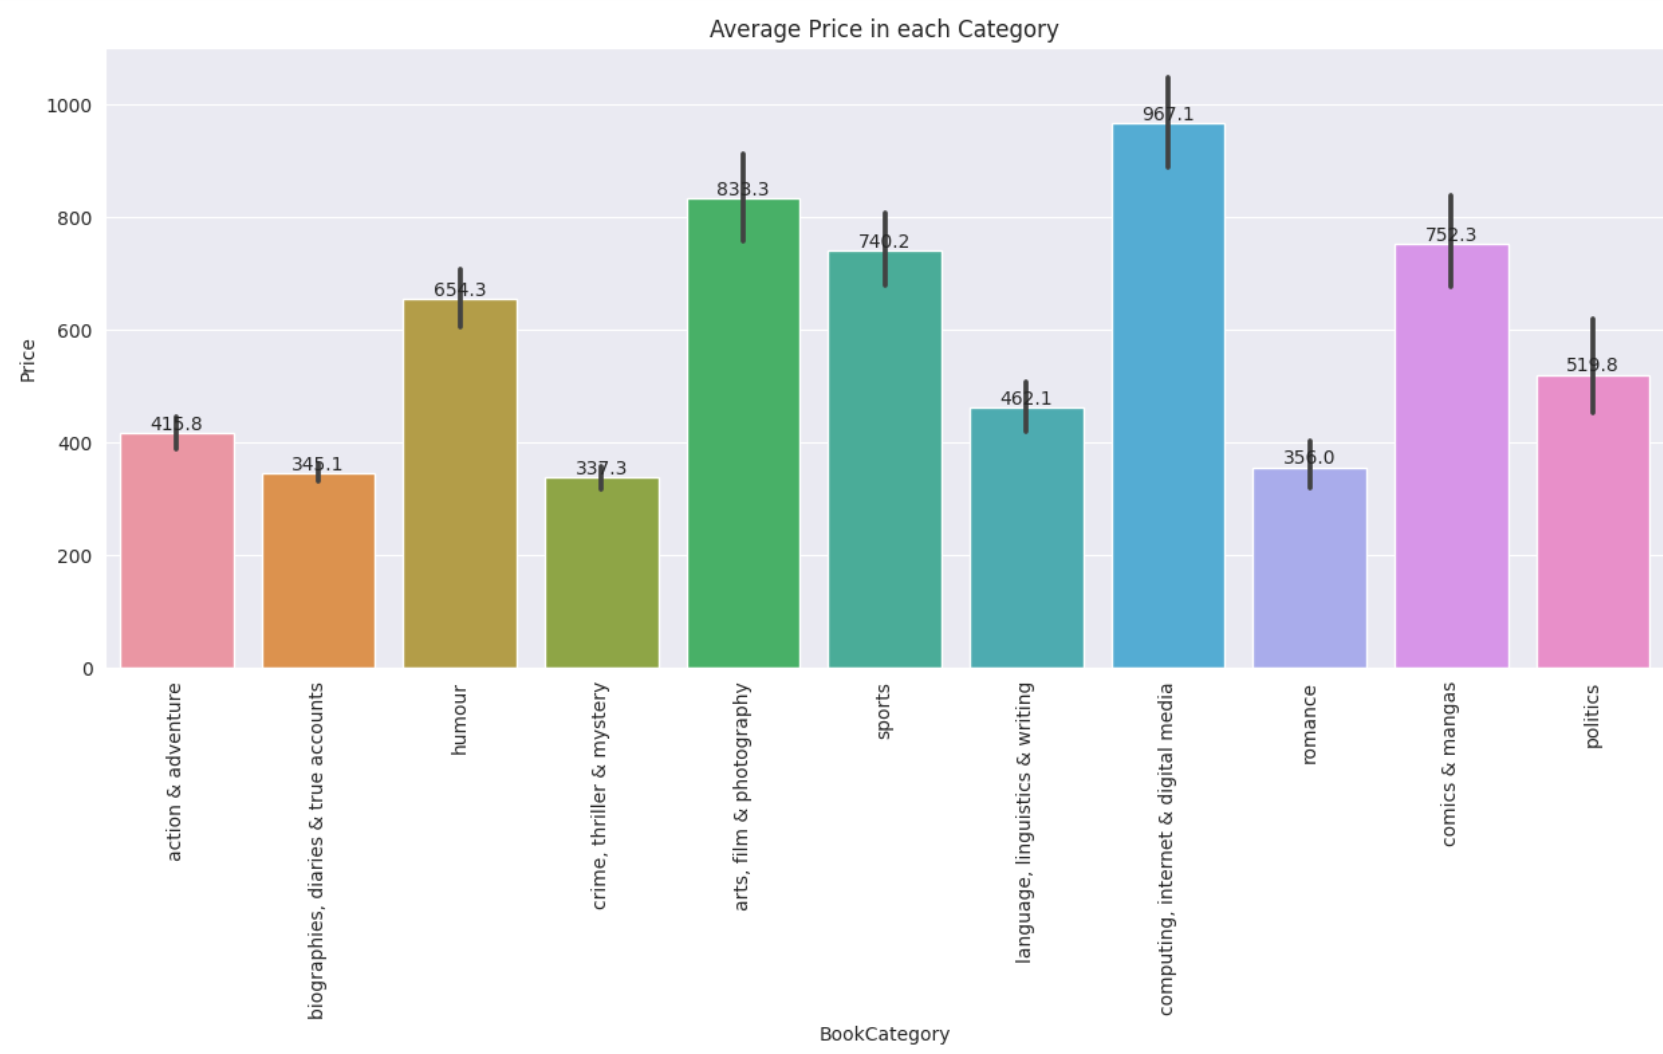 Average Price in each Category
Price
1000
800
600
400
200
0
415.8
345.1
654.3
337.3
833.3
740.2
462.1
967.1
356.0
752.3
519.8
action & adventure
biographies, diaries & true accounts
humour
crime, thriller & mystery
arts, film & photography
sports
language, linguistics & writing
computing, internet & digital media
romance
comics & mangas
politics
BookCategory